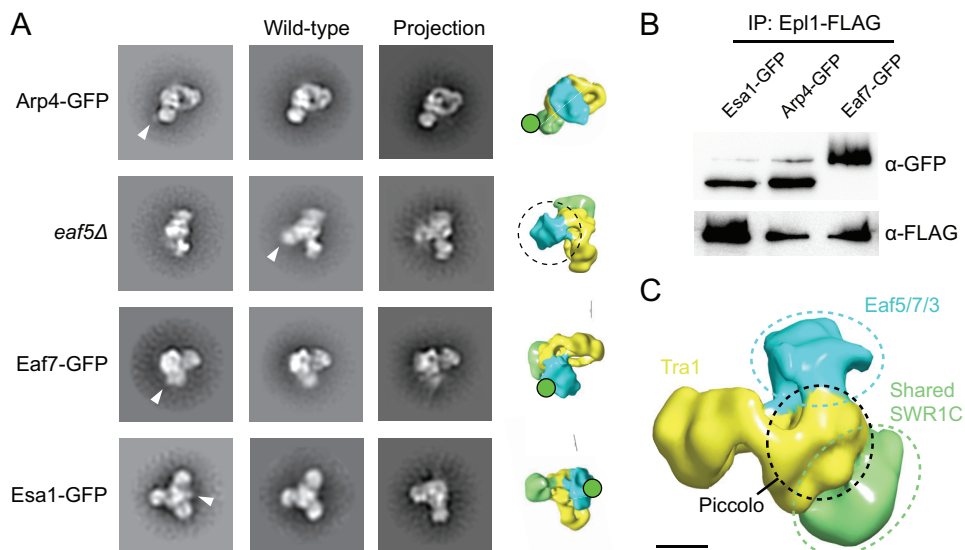 A
Wild-type
Projection
Arp4-GFP
eaf5Δ
Eaf7-GFP
Esa1-GFP
B
IP: Epl1-FLAG
Esa1-GFP
Arp4-GFP
Eaf7-GFP
α-GFP
α-FLAG
C
Eaf5/7/3
Tra1
Shared
SWR1C
Piccolo